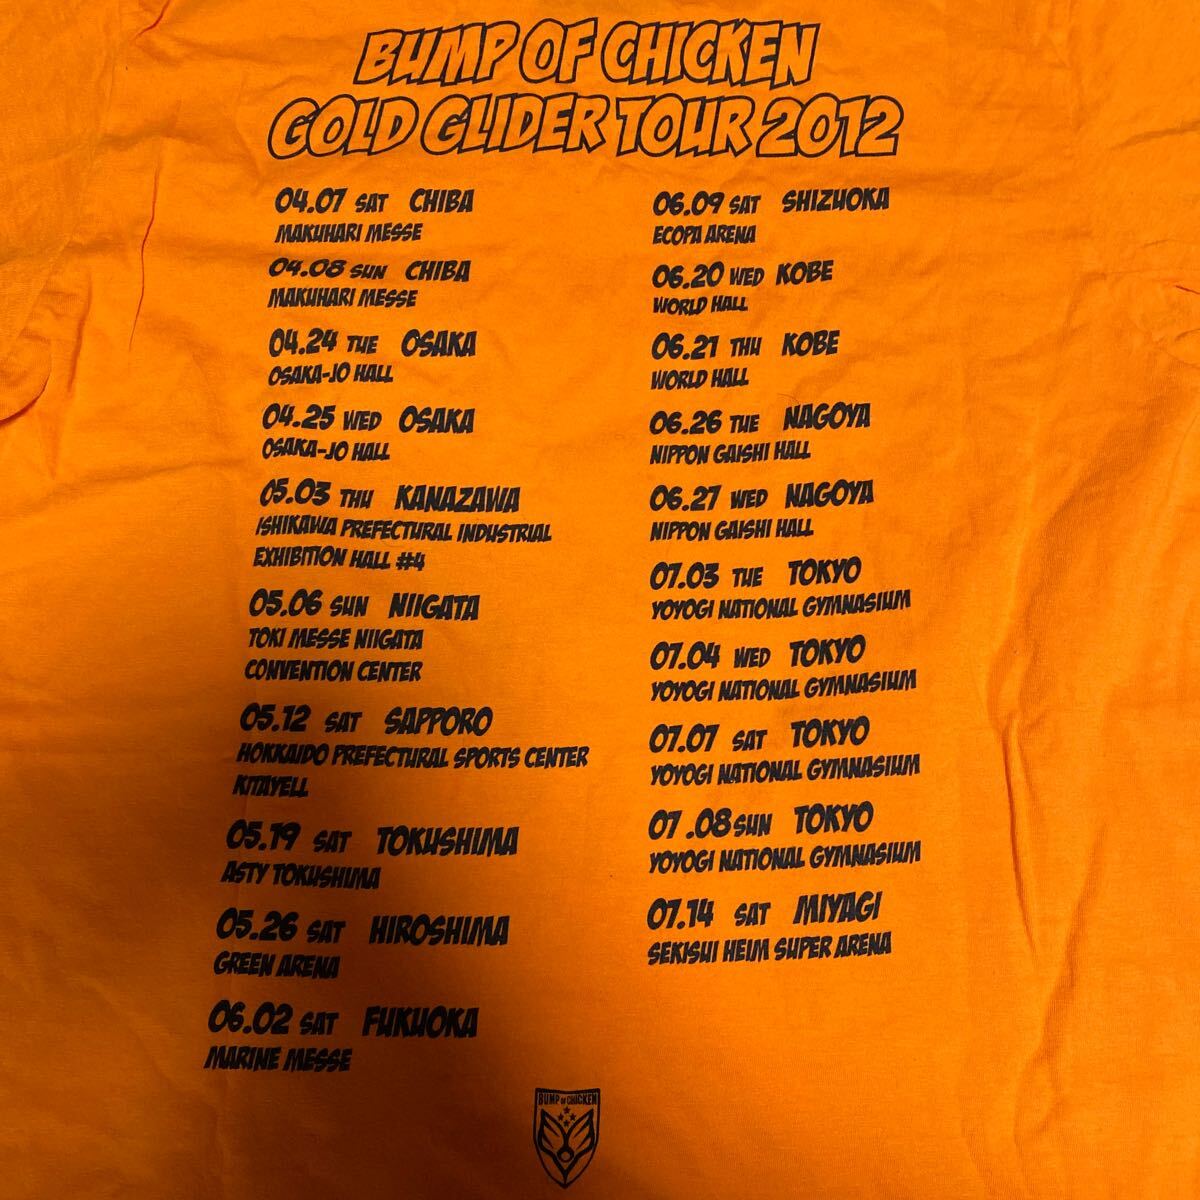 BUMP OF CHICKEN
GOLD GLIDER TOUR 2012
04.07 SAT CHIBA
MAKUHARI MESSE
04.08 SUN CHIBA
MAKUHARI MESSE
04.24 TUE OSAKA
OSAKA-JO HALL
04.25 WED OSAKA
OSAKA-JO HALL
05.03 THU KANAZAWA
ISHIKAWA PREFECTURAL INDUSTRIAL
EXHIBITION HALL #4
05.06 SUN NIIGATA
TOKI MESSE NIIGATA
CONVENTION CENTER
05.12 SAT SAPPORO
HOKKAIDO PREFECTURAL SPORTS CENTER
KITAYELL
05.19 SAT TOKUSHIMA
ASTY TOKUSHIMA
05.26 SAT HIROSHIMA
GREEN ARENA
06.02 SAT FUKUOKA
MARINE MESSE
06.09 SAT SHIZUOKA
ECOPA ARENA
06.20 WED KOBE
WORLD HALL
06.21 THU KOBE
WORLD HALL
06.26 TUE NAGOYA
NIPPON GAISHI HALL
06.27 WED NAGOYA
NIPPON GAISHI HALL
07.03 TUE TOKYO
YOYOGI NATIONAL GYMNASIUM
07.04 WED TOKYO
YOYOGI NATIONAL GYMNASIUM
07.07 SAT TOKYO
YOYOGI NATIONAL GYMNASIUM
07.08 SUN TOKYO
YOYOGI NATIONAL GYMNASIUM
07.14 SAT MIYAGI
SEKISUI HEIM SUPER ARENA
BUMP OF CHICKEN